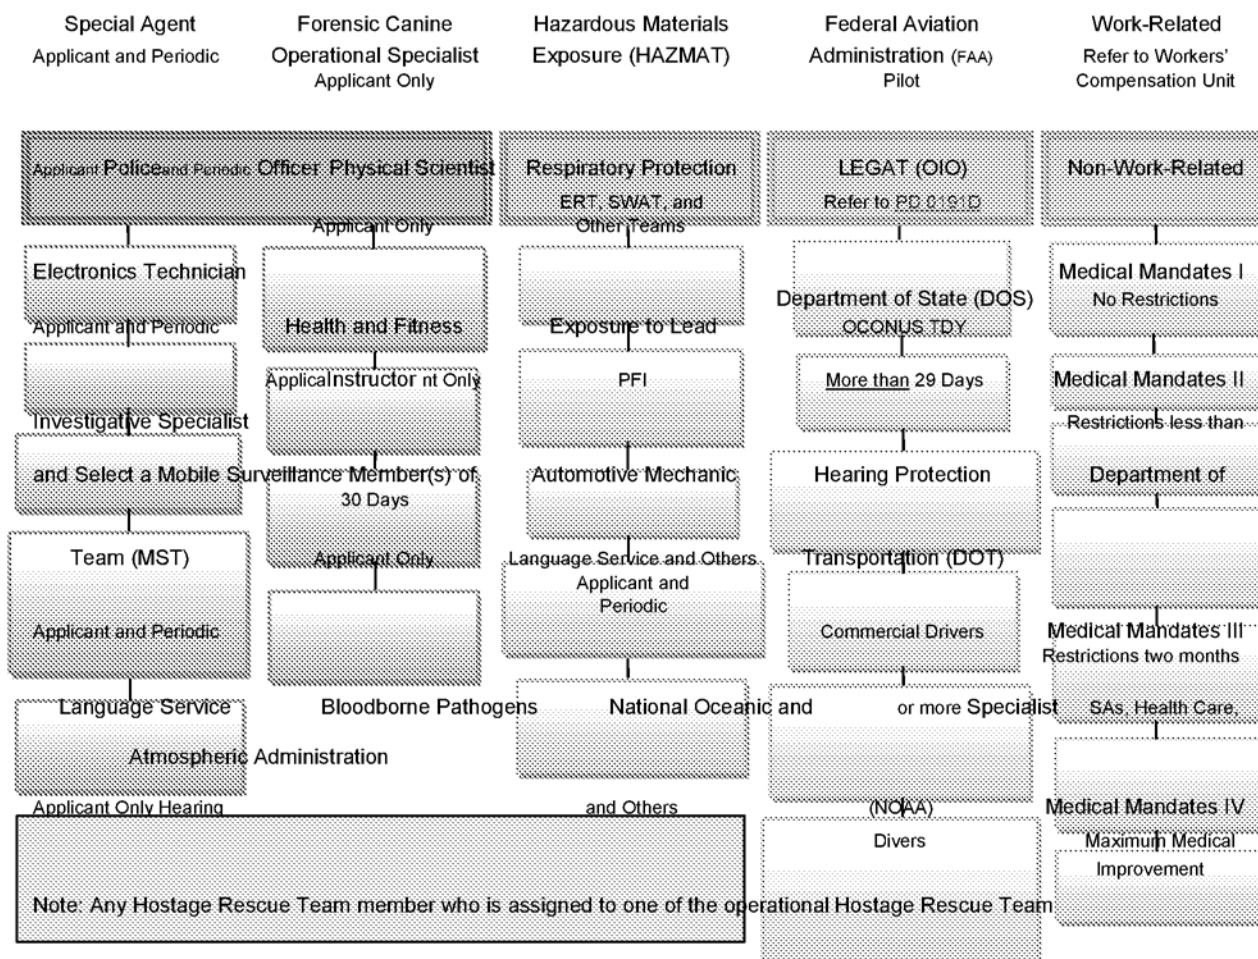 Special Agent Forensic Canine Hazardous Materials Federal Aviation Work-Related
Applicant and Periodic Operational Specialist Exposure (HAZMAT) Administration (FAA) Refer to Workers'
Applicant Only Pilot Compensation Unit
Applicant Police and Periodic Officer Physical Scientist Respiratory Protection LEGAT (OIO) Non-Work-Related
ERT, SWAT, and Refer to PD 0191D
Applicant Only Other Teams
Electronics Technician Medical Mandates I
Department of State (DOS) No Restrictions
Applicant and Periodic Health and Fitness Exposure to Lead OCONUS TDY
Applica Instructor nt Only PFI More than 29 Days Medical Mandates II
Investigative Specialist Restrictions less than
and Select a Mobile Surveillance Member(s) of Automotive Mechanic Hearing Protection Department of
30 Days
Team (MST) Applicant Only Language Service and Others Transportation (DOT)
Applicant and
Periodic
Applicant and Periodic Commercial Drivers Medical Mandates III
Restrictions two months
Language Service Bloodborne Pathogens National Oceanic and or more Specialist SAs, Health Care,
Atmospheric Administration
Applicant Only Hearing and Others (NOAA) Medical Mandates IV
Divers Maximum Medical
Improvement
Note: Any Hostage Rescue Team member who is assigned to one of the operational Hostage Rescue Team